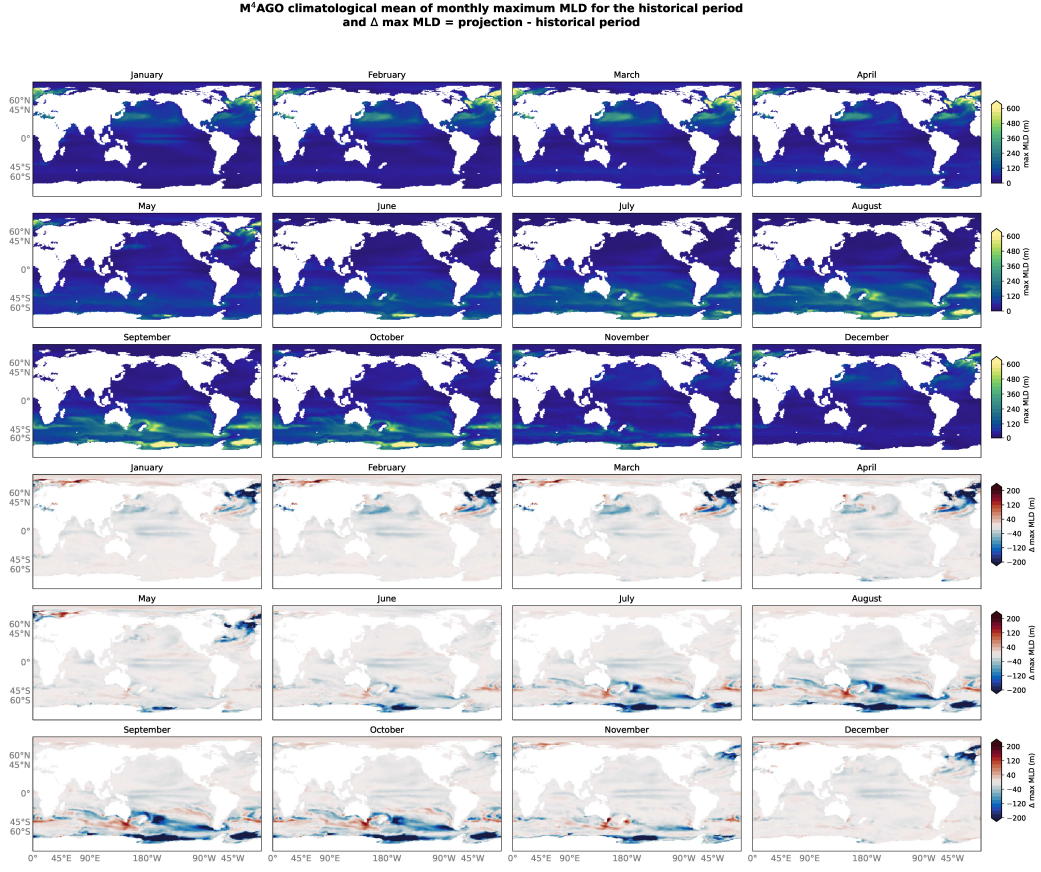 M⁴AGO climatological mean of monthly maximum MLD for the historical period
and Δ max MLD = projection - historical period
January February March April
60°N
45°N
0°
45°S
60°S
600
480
360
240
120
0
max MLD (m)
May June July August
60°N
45°N
0°
45°S
60°S
600
480
360
240
120
0
max MLD (m)
September October November December
60°N
45°N
0°
45°S
60°S
600
480
360
240
120
0
max MLD (m)
January February March April
60°N
45°N
0°
45°S
60°S
200
120
40
−40
−120
−200
Δ max MLD (m)
May June July August
60°N
45°N
0°
45°S
60°S
200
120
40
−40
−120
−200
Δ max MLD (m)
September October November December
60°N
45°N
0°
45°S
60°S
200
120
40
−40
−120
−200
Δ max MLD (m)
0° 45°E 90°E 180°W 90°W 45°W 0° 45°E 90°E 180°W 90°W 45°W 0° 45°E 90°E 180°W 90°W 45°W 0° 45°E 90°E 180°W 90°W 45°W